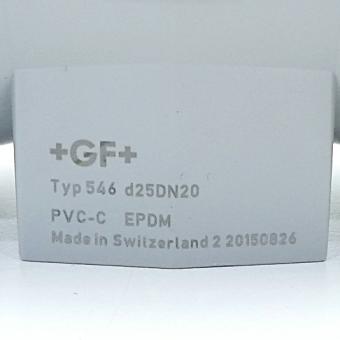 +GF+
Typ 546 d25DN20
PVC-C EPDM
Made in Switzerland 2 20150826